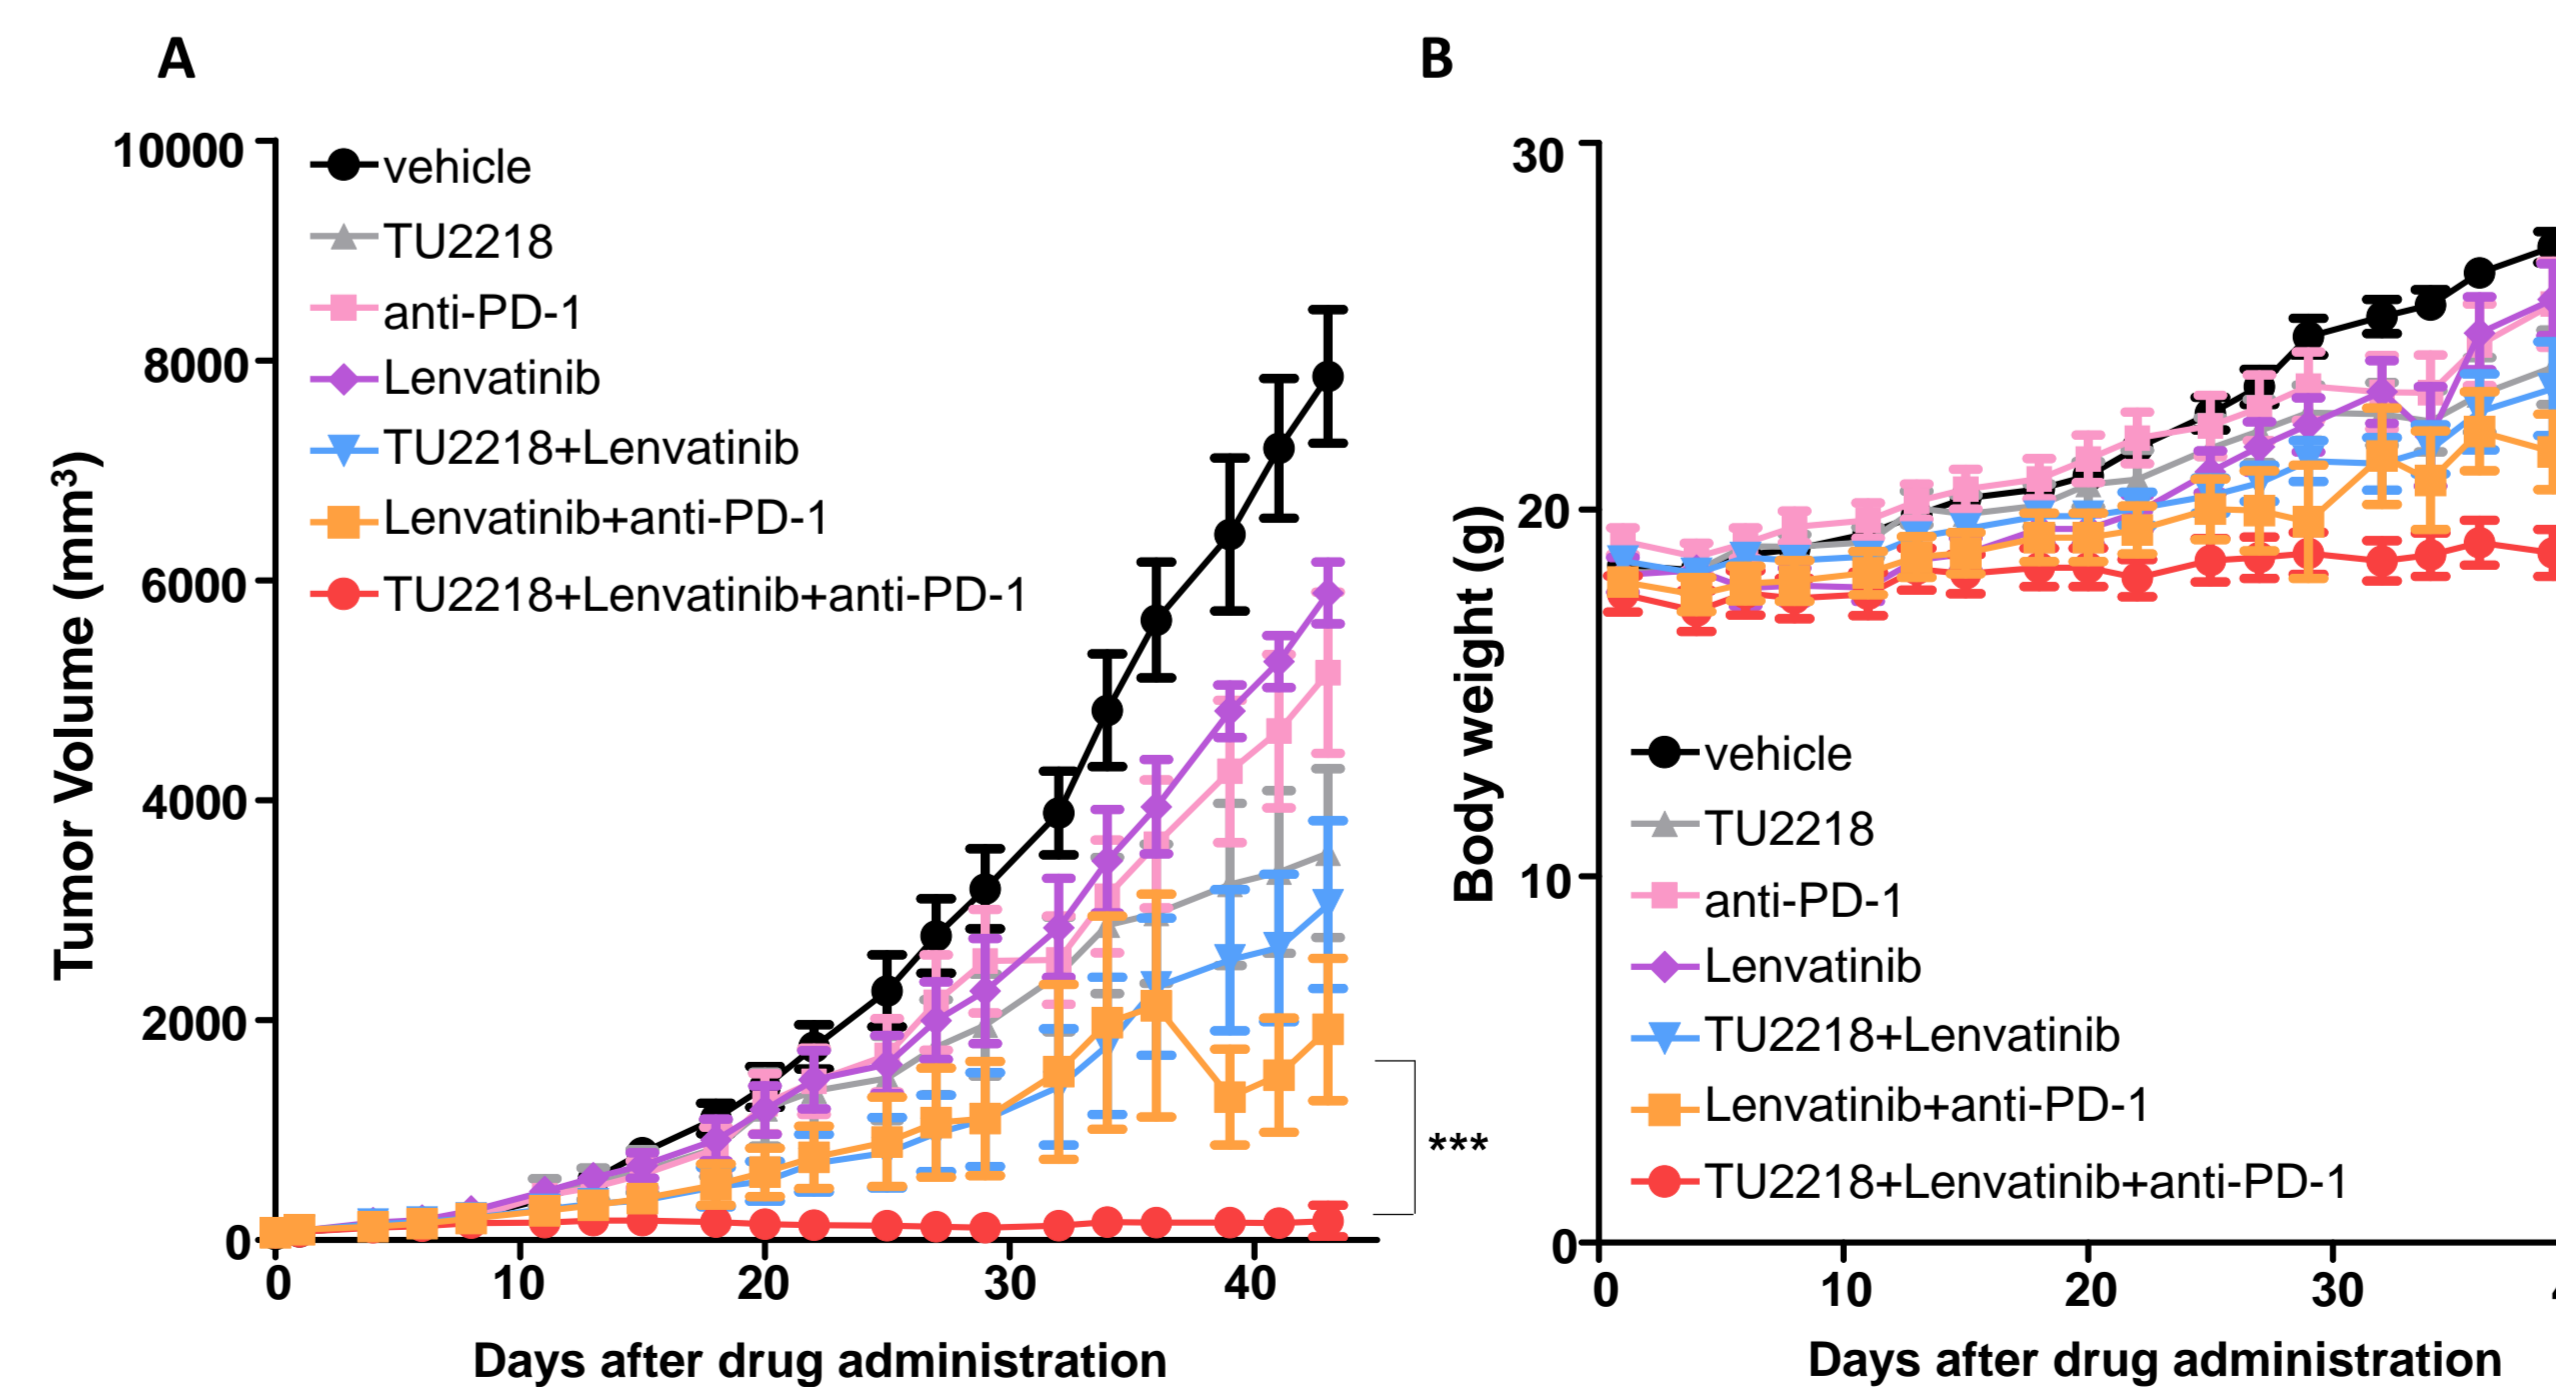 A
10000
8000
6000
4000
2000
0
Tumor Volume (mm³)
vehicle
TU2218
anti-PD-1
Lenvatinib
TU2218+Lenvatinib
Lenvatinib+anti-PD-1
TU2218+Lenvatinib+anti-PD-1
***
0 10 20 30 40
Days after drug administration
B
30
20
10
0
Body weight (g)
vehicle
TU2218
anti-PD-1
Lenvatinib
TU2218+Lenvatinib
Lenvatinib+anti-PD-1
TU2218+Lenvatinib+anti-PD-1
0 10 20 30
Days after drug administration